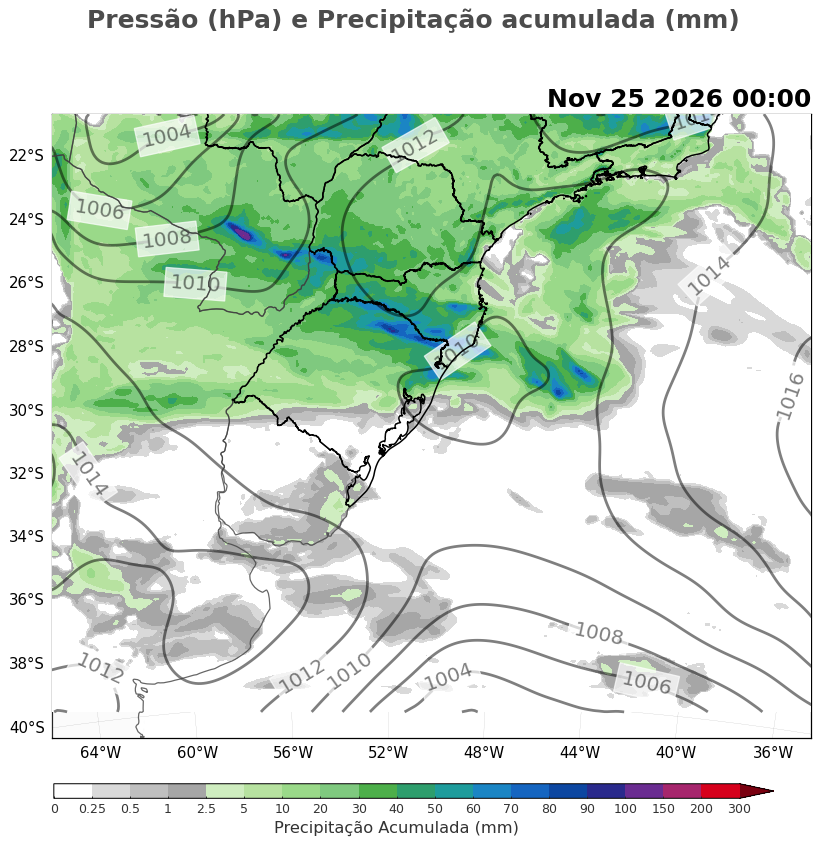 Pressão (hPa) e Precipitação acumulada (mm)
Nov 25 2026 00:00
1004
1012
22°S
1006
24°S
1008
1014
26°S
1010
28°S
1010
1016
30°S
32°S
1014
34°S
36°S
1008
38°S
1012
1012
1010
1004
1006
40°S
64°W 60°W 56°W 52°W 48°W 44°W 40°W 36°W
0 0.25 0.5 1 2.5 5 10 20 30 40 50 60 70 80 90 100 150 200 300
Precipitação Acumulada (mm)